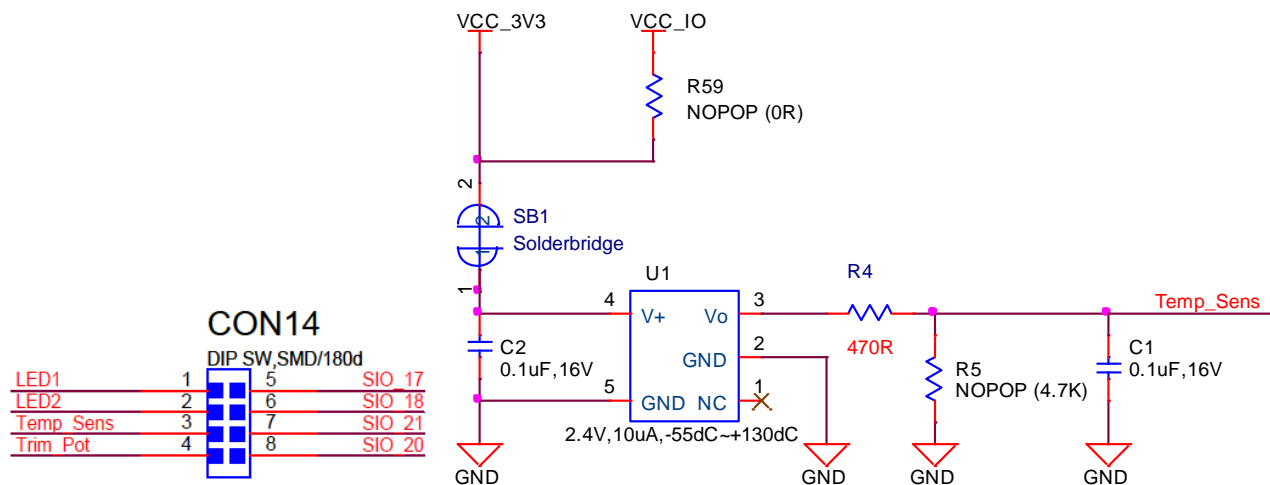 VCC_3V3
VCC_IO
R59
NOPOP (0R)
2
2
SB1
Solderbridge
1
1
U1
R4
4
V+
Vo
3
Temp_Sens
470R
C2
0.1uF,16V
GND
2
R5
NOPOP (4.7K)
C1
0.1uF,16V
5
GND
NC
1
2.4V,10uA,-55dC~+130dC
GND
GND
GND
GND
CON14
DIP SW,SMD/180d
LED1
1
5
SIO_17
LED2
2
6
SIO_18
Temp_Sens
3
7
SIO_21
Trim_Pot
4
8
SIO_20